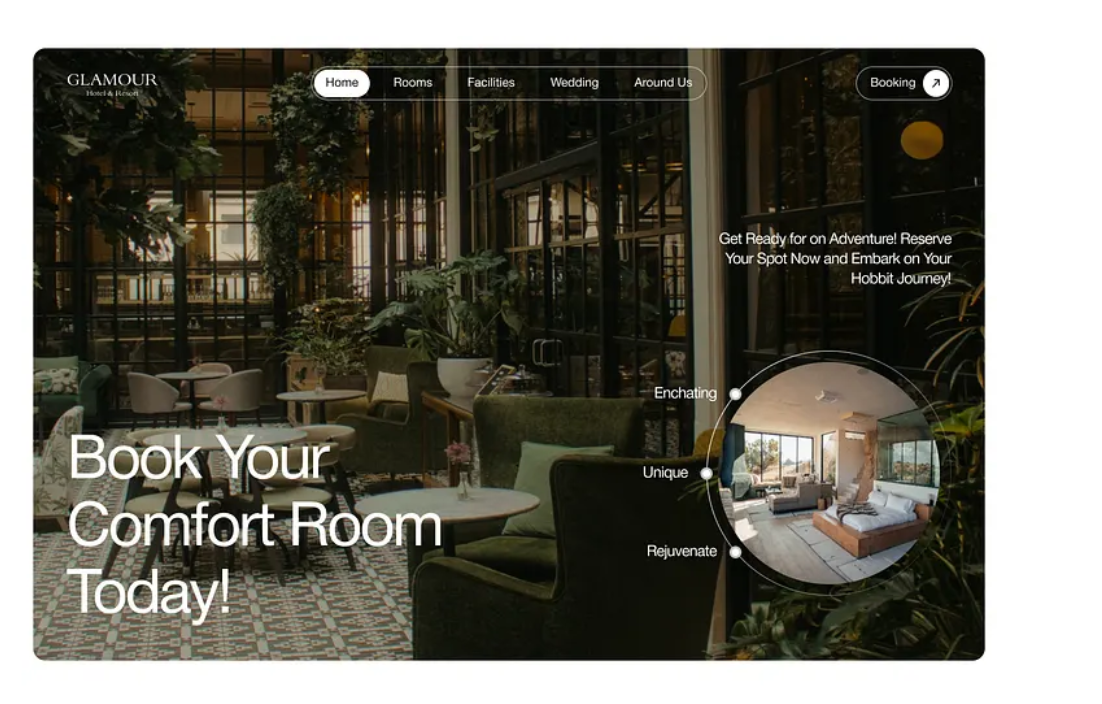 GLAMOUR
Hotel & Resort
Home
Rooms
Facilities
Wedding
Around Us
Booking
Get Ready for on Adventure! Reserve
Your Spot Now and Embark on Your
Hobbit Journey!
Enchating
Unique
Rejuvenate
Book Your
Comfort Room
Today!